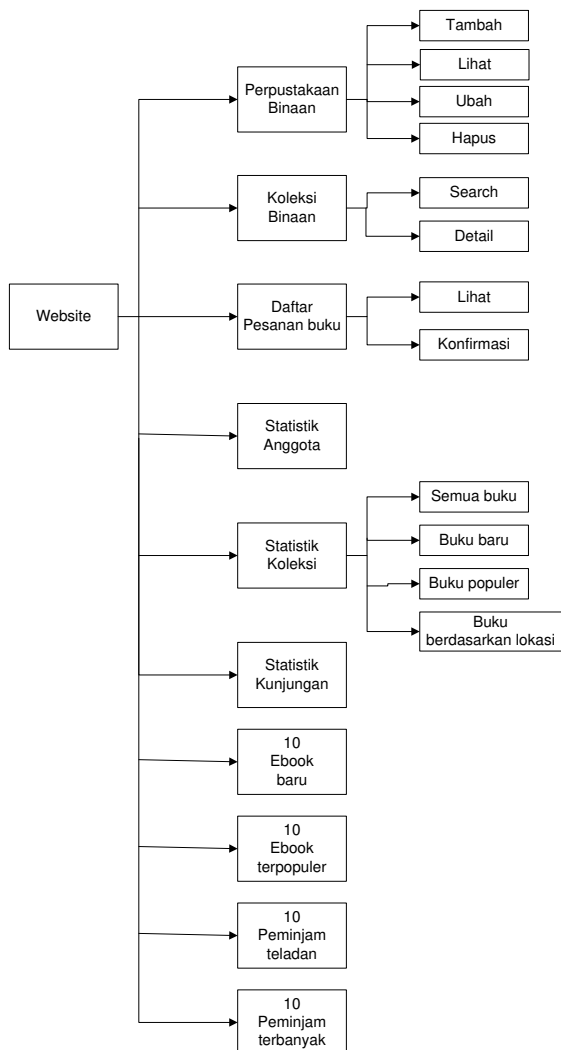 Website
Perpustakaan
Binaan
Tambah
Lihat
Ubah
Hapus
Koleksi
Binaan
Search
Detail
Daftar
Pesanan buku
Lihat
Konfirmasi
Statistik
Anggota
Statistik
Koleksi
Semua buku
Buku baru
Buku populer
Buku
berdasarkan lokasi
Statistik
Kunjungan
10
Ebook
baru
10
Ebook
terpopuler
10
Peminjam
teladan
10
Peminjam
terbanyak